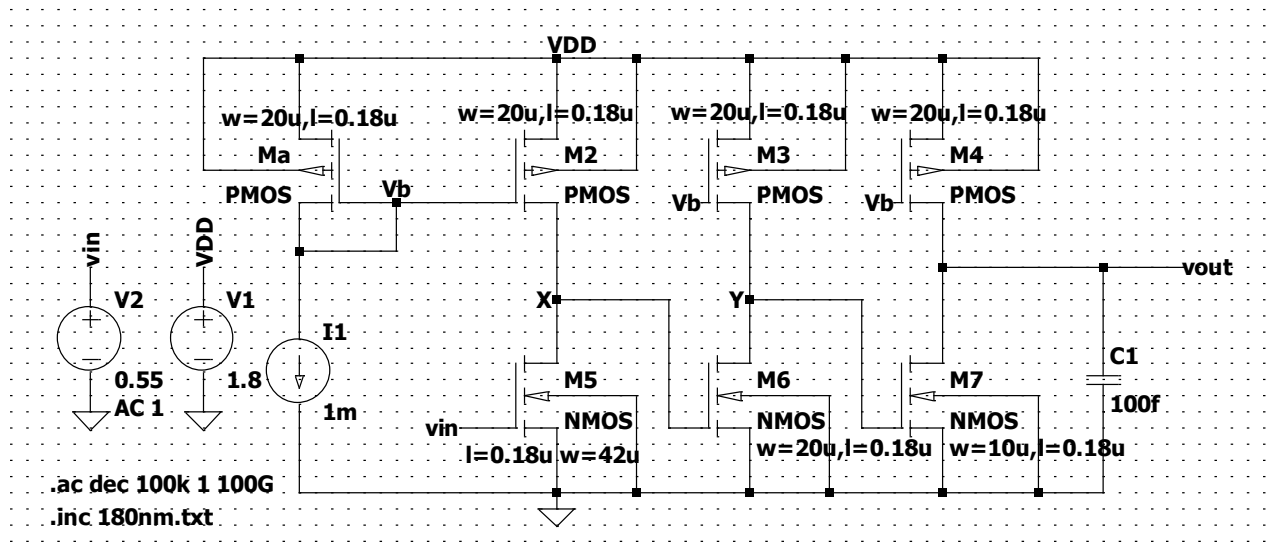 VDD
w=20u,l=0.18u
w=20u,l=0.18u
w=20u,l=0.18u
w=20u,l=0.18u
Ma
M2
M3
M4
PMOS
Vb
PMOS
Vb
PMOS
Vb
PMOS
vin
VDD
vout
V2
V1
X
Y
I1
C1
0.55
AC 1
1.8
1m
M5
M6
M7
100f
vin
NMOS
NMOS
NMOS
l=0.18u w=42u
w=20u,l=0.18u
w=10u,l=0.18u
.ac dec 100k 1 100G
.inc 180nm.txt